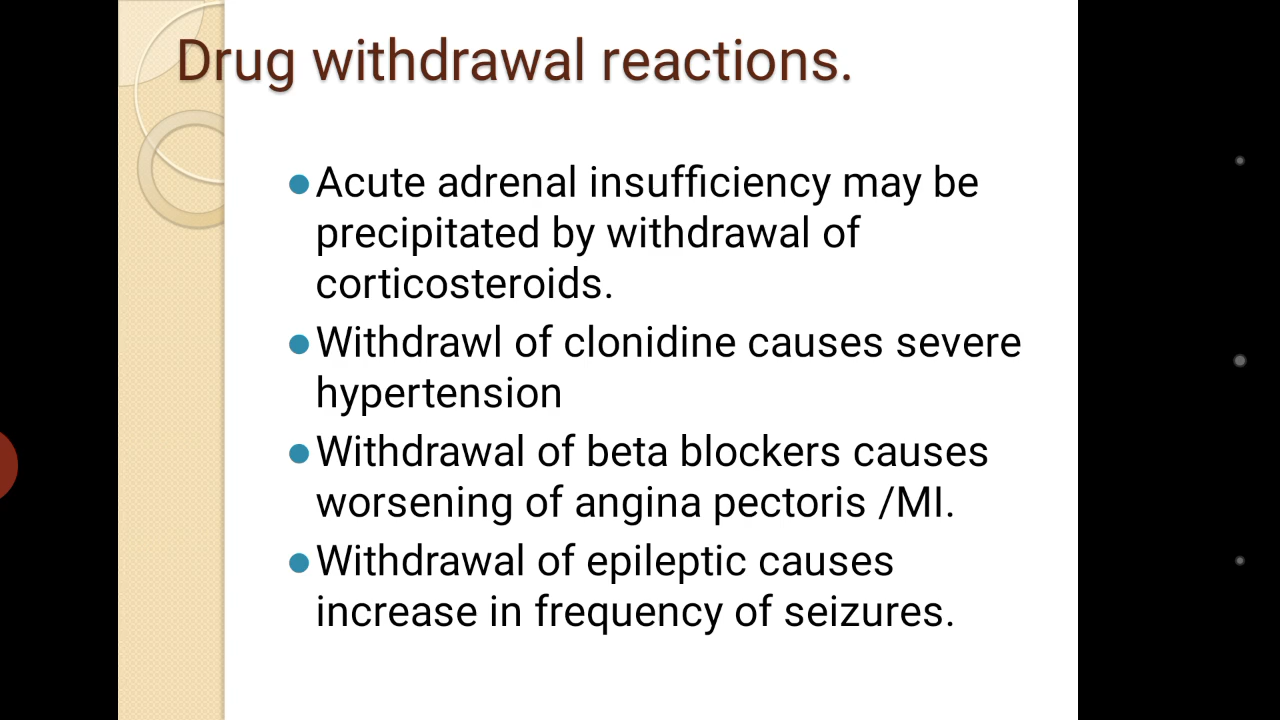 Drug withdrawal reactions.
Acute adrenal insufficiency may be
precipitated by withdrawal of
corticosteroids.
Withdrawl of clonidine causes severe
hypertension
Withdrawal of beta blockers causes
worsening of angina pectoris /MI.
Withdrawal of epileptic causes
increase in frequency of seizures.